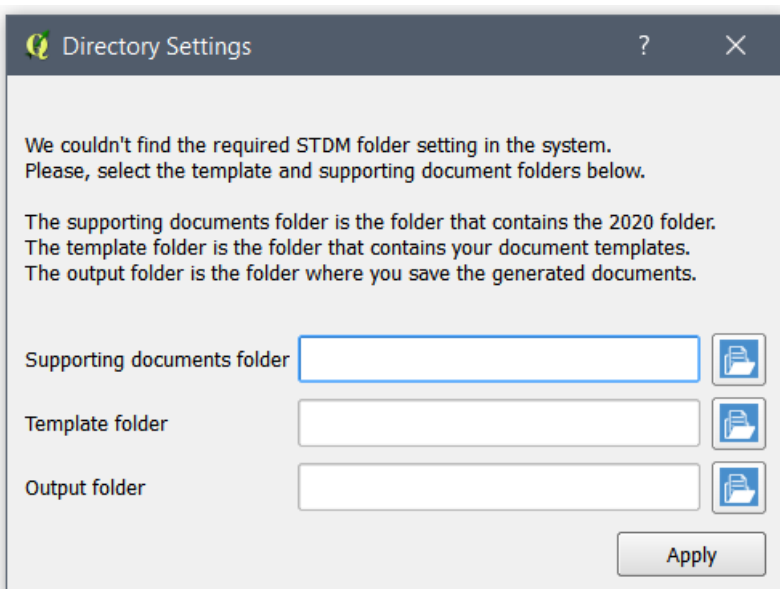 Directory Settings
We couldn't find the required STDM folder setting in the system.
Please, select the template and supporting document folders below.
The supporting documents folder is the folder that contains the 2020 folder.
The template folder is the folder that contains your document templates.
The output folder is the folder where you save the generated documents.
Supporting documents folder
Template folder
Output folder
Apply